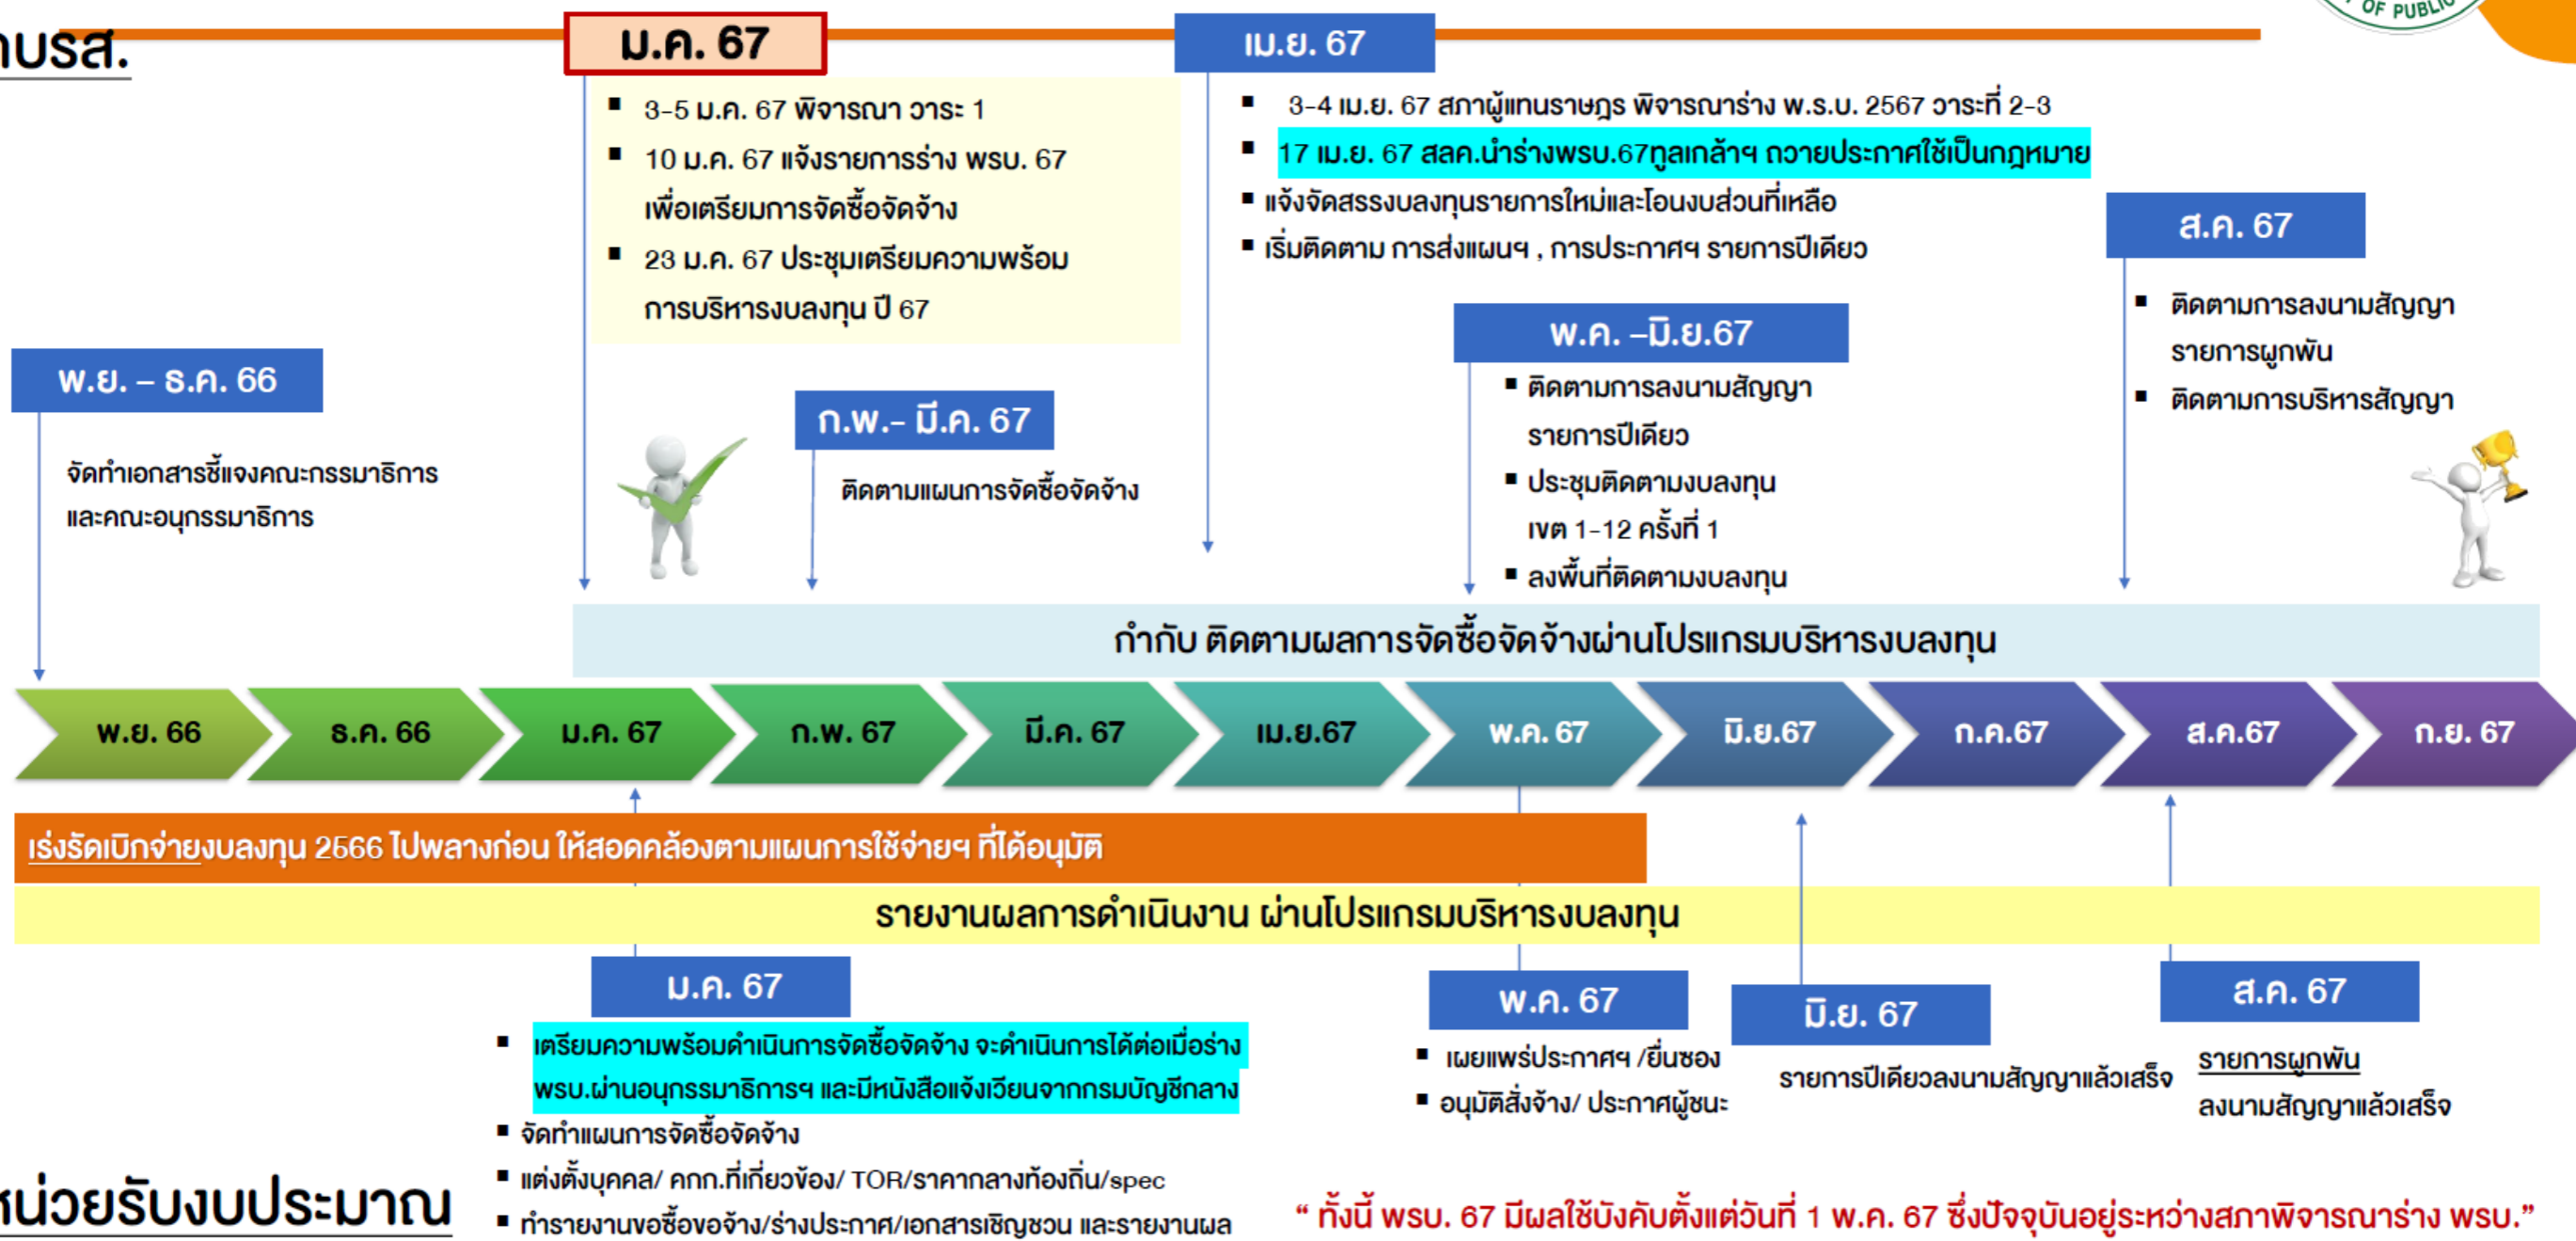 กบรส.
OF PUBLIC
ม.ค. 67
3-5 ม.ค. 67 พิจารณา วาระ 1
10 ม.ค. 67 แจ้งรายการร่าง พรบ. 67
เพื่อเตรียมการจัดซื้อจัดจ้าง
23 ม.ค. 67 ประชุมเตรียมความพร้อม
การบริหารงบลงทุน ปี 67
เม.ย. 67
3-4 เม.ย. 67 สภาผู้แทนราษฎร พิจารณาร่าง พ.ร.บ. 2567 วาระที่ 2-3
17 เม.ย. 67 สลค.นำร่างพรบ.67ทูลเกล้าฯ ถวายประกาศใช้เป็นกฎหมาย
แจ้งจัดสรรงบลงทุนรายการใหม่และโอนงบส่วนที่เหลือ
เริ่มติดตาม การส่งแผนฯ , การประกาศฯ รายการปีเดียว
ส.ค. 67
ติดตามการลงนามสัญญา
รายการผูกพัน
ติดตามการบริหารสัญญา
พ.ย. – ธ.ค. 66
จัดทำเอกสารชี้แจงคณะกรรมาธิการ
และคณะอนุกรรมาธิการ
ก.พ.- มี.ค. 67
ติดตามแผนการจัดซื้อจัดจ้าง
พ.ค. –มิ.ย.67
ติดตามการลงนามสัญญา
รายการปีเดียว
ประชุมติดตามงบลงทุน
เขต 1-12 ครั้งที่ 1
ลงพื้นที่ติดตามงบลงทุน
กำกับ ติดตามผลการจัดซื้อจัดจ้างผ่านโปรแกรมบริหารงบลงทุน
พ.ย. 66
ธ.ค. 66
ม.ค. 67
ก.พ. 67
มี.ค. 67
เม.ย.67
พ.ค. 67
มิ.ย.67
ก.ค.67
ส.ค.67
ก.ย. 67
เร่งรัดเบิกจ่ายงบลงทุน 2566 ไปพลางก่อน ให้สอดคล้องตามแผนการใช้จ่ายฯ ที่ได้อนุมัติ
รายงานผลการดำเนินงาน ผ่านโปรแกรมบริหารงบลงทุน
ม.ค. 67
เตรียมความพร้อมดำเนินการจัดซื้อจัดจ้าง จะดำเนินการได้ต่อเมื่อร่าง
พรบ.ผ่านอนุกรรมาธิการฯ และมีหนังสือแจ้งเวียนจากกรมบัญชีกลาง
จัดทำแผนการจัดซื้อจัดจ้าง
แต่งตั้งบุคคล/ คกก.ที่เกี่ยวข้อง/ TOR/ราคากลางท้องถิ่น/spec
ทำรายงานขอซื้อขอจ้าง/ร่างประกาศ/เอกสารเชิญชวน และรายงานผล
พ.ค. 67
เผยแพร่ประกาศฯ /ยื่นซอง
อนุมัติสั่งจ้าง/ ประกาศผู้ชนะ
มิ.ย. 67
รายการปีเดียวลงนามสัญญาแล้วเสร็จ
ส.ค. 67
รายการผูกพัน
ลงนามสัญญาแล้วเสร็จ
หน่วยรับงบประมาณ
“ ทั้งนี้ พรบ. 67 มีผลใช้บังคับตั้งแต่วันที่ 1 พ.ค. 67 ซึ่งปัจจุบันอยู่ระหว่างสภาพิจารณาร่าง พรบ.”